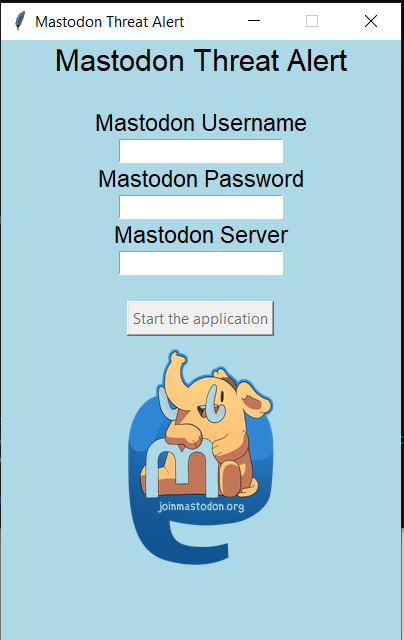 Mastodon Threat Alert
Mastodon Threat Alert
Mastodon Username
Mastodon Password
Mastodon Server
Start the application
joinmastodon.org